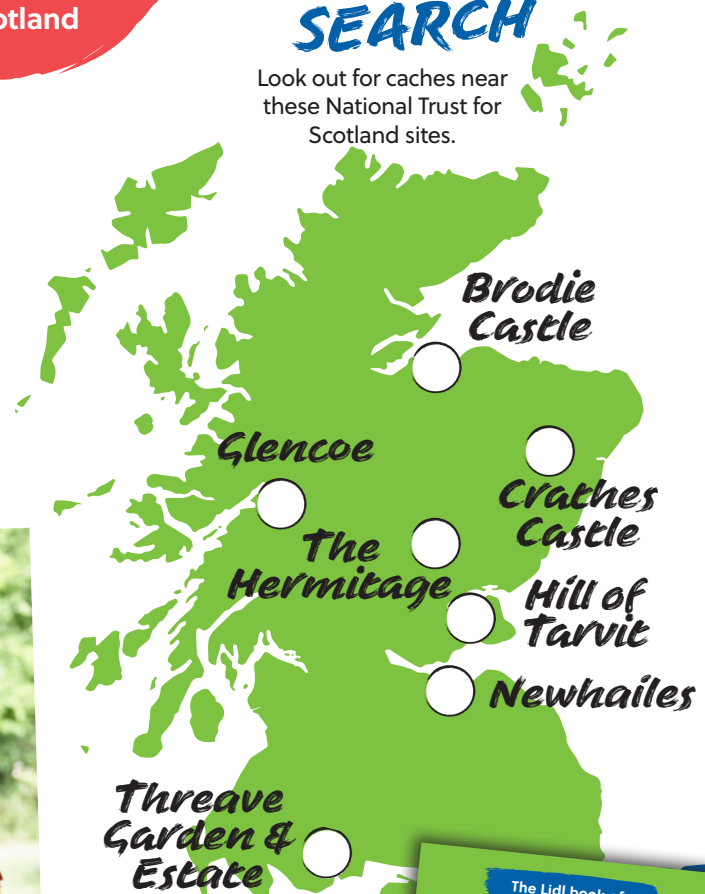 SEARCH
Look out for caches near
these National Trust for
Scotland sites.
Brodie
Castle
Glencoe
Crathes
Castle
The
Hermitage
Hill of
Tarvit
Newhailes
Threave
Garden &
Estate
The Lidl book